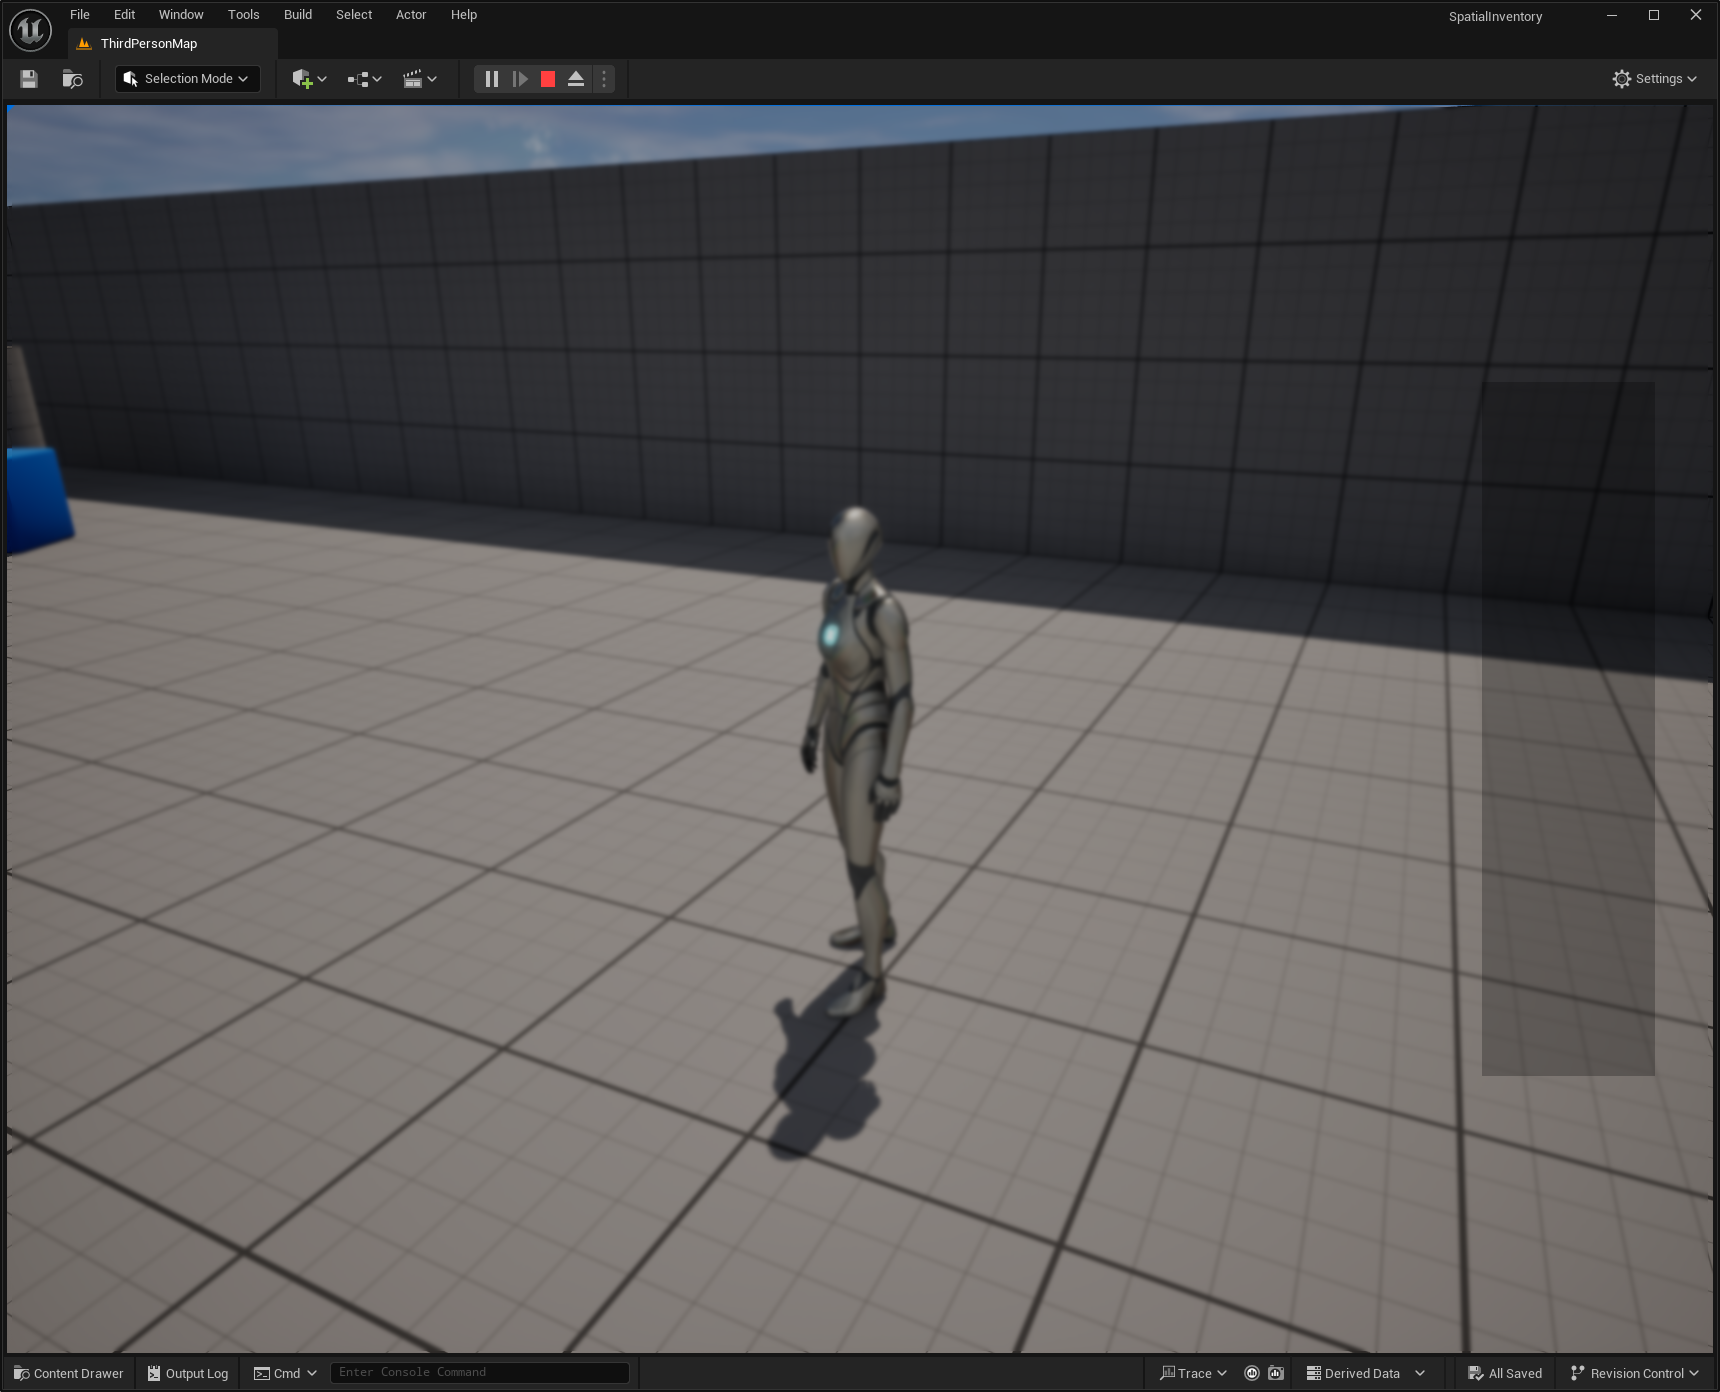 File Edit Window Tools Build Select Actor Help
SpatialInventory
ThirdPersonMap
Selection Mode
Settings
Content Drawer
Output Log
Cmd
Enter Console Command
Trace
Derived Data
All Saved
Revision Control